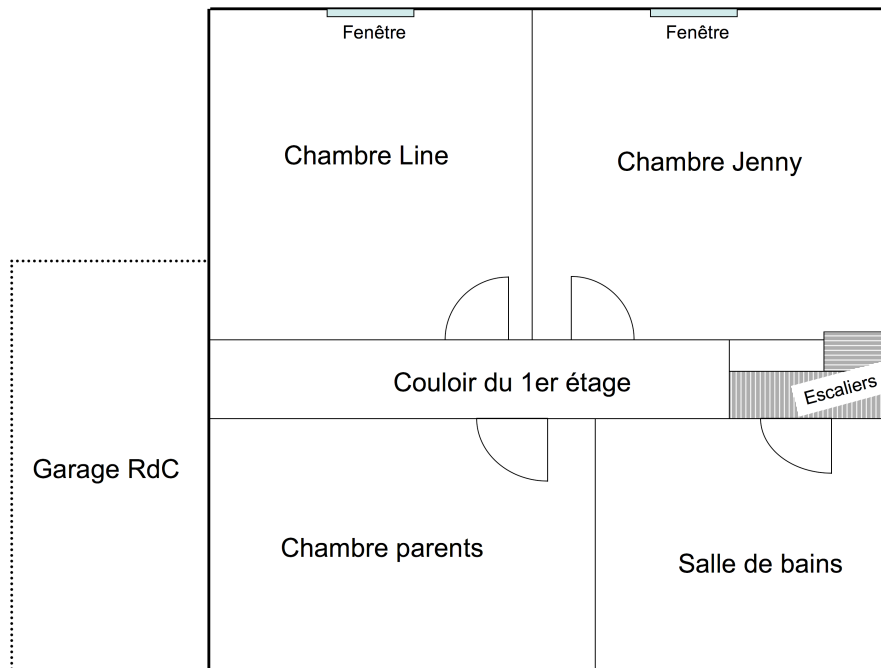 Fenêtre
Fenêtre
Chambre Line
Chambre Jenny
Couloir du 1er étage
Escaliers
Garage RdC
Chambre parents
Salle de bains